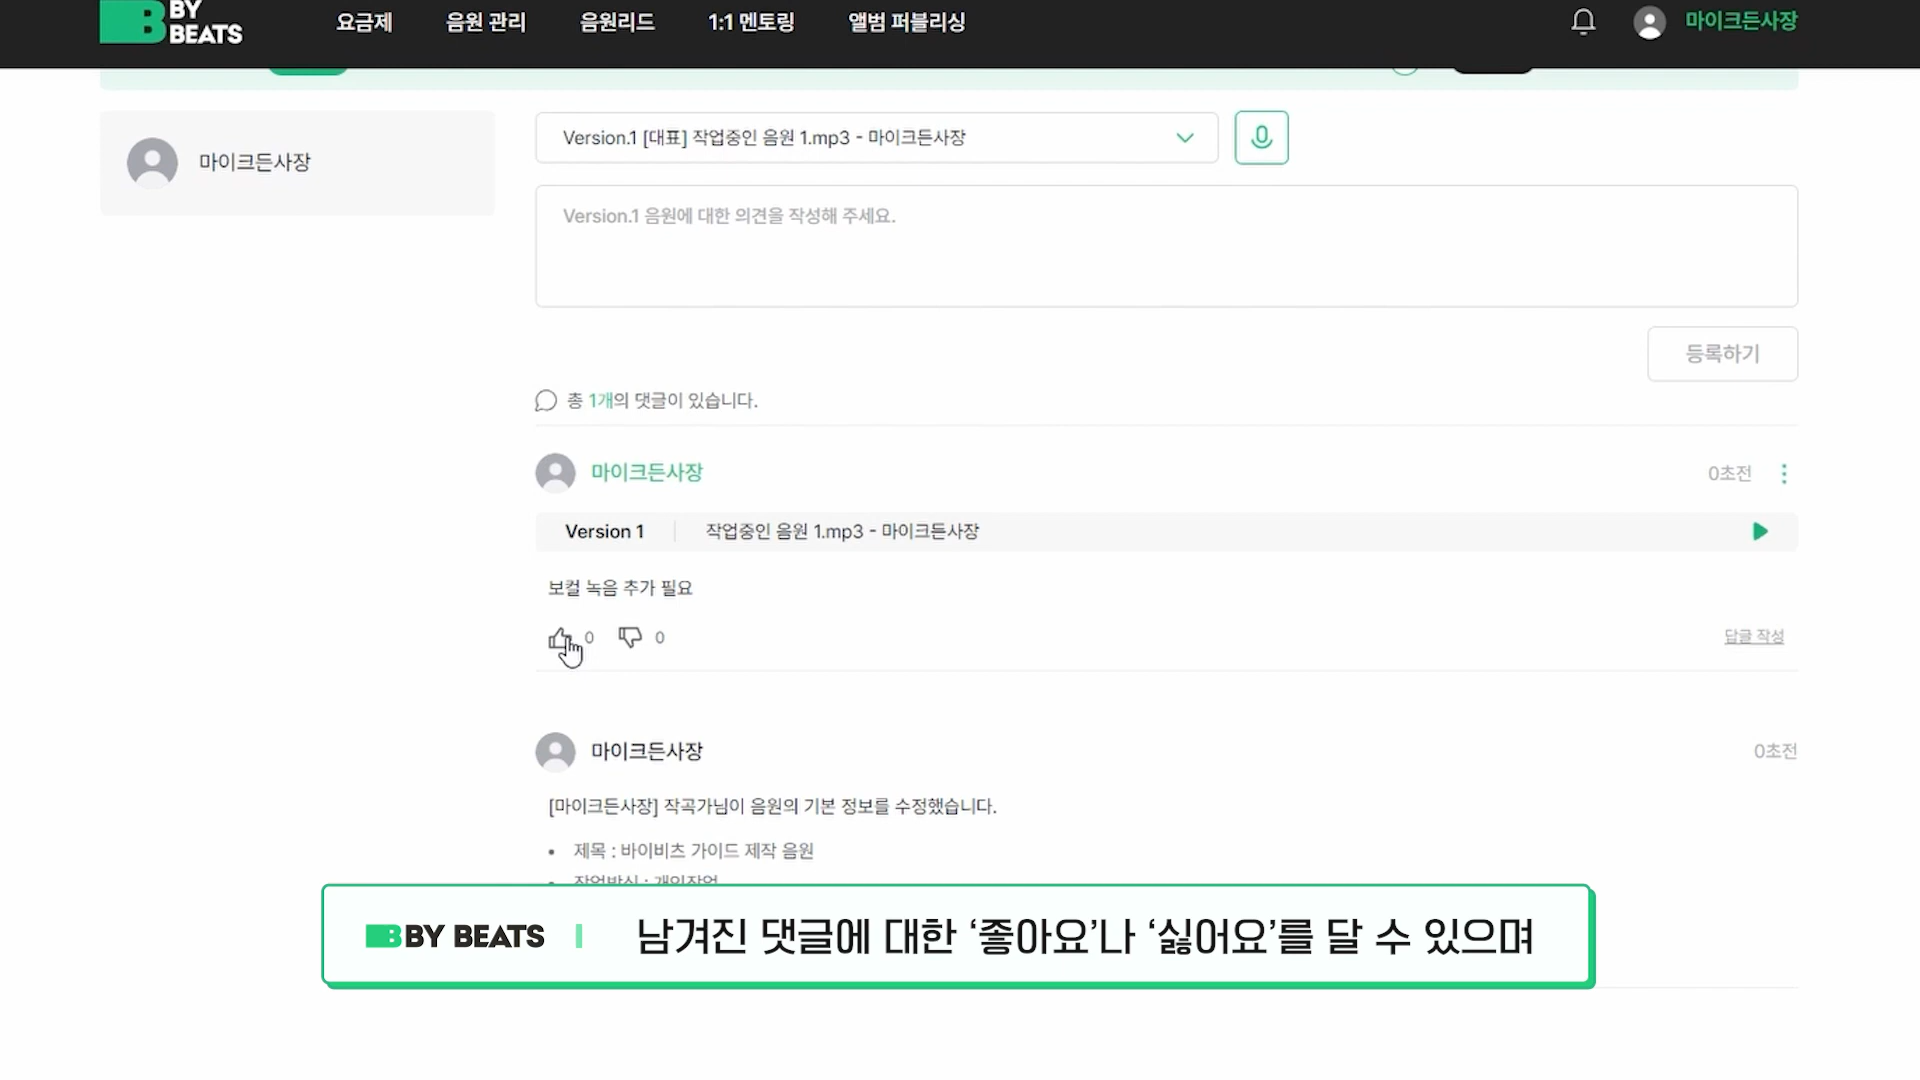 BY BEATS
요금제 음원 관리 음원리드 1:1 멘토링 앨범 퍼블리싱 마이크든사장
마이크든사장
Version.1 [대표] 작업중인 음원 1.mp3 - 마이크든사장
Version.1 음원에 대한 의견을 작성해 주세요.
등록하기
총 1개의 댓글이 있습니다.
마이크든사장 0초전
Version 1 작업중인 음원 1.mp3 - 마이크든사장
보컬 녹음 추가 필요
0 0 답글 작성
마이크든사장 0초전
[마이크든사장] 작곡가님이 음원의 기본 정보를 수정했습니다.
• 제목 : 바이비츠 가이드 제작 음원
• 작업방식 : 개인작업
BY BEATS 남겨진 댓글에 대한 ‘좋아요’나 ‘싫어요’를 달 수 있으며